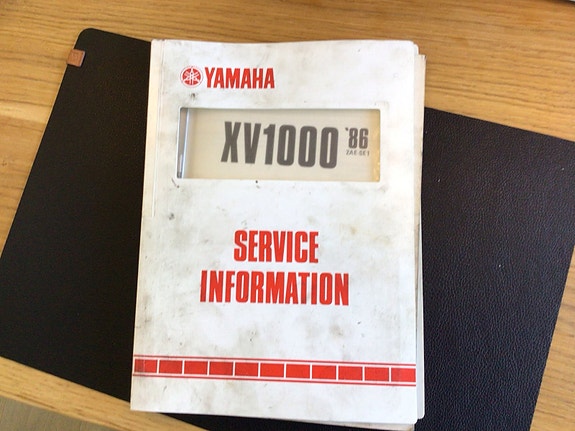 YAMAHA
XV1000 '86
SERVICE
INFORMATION